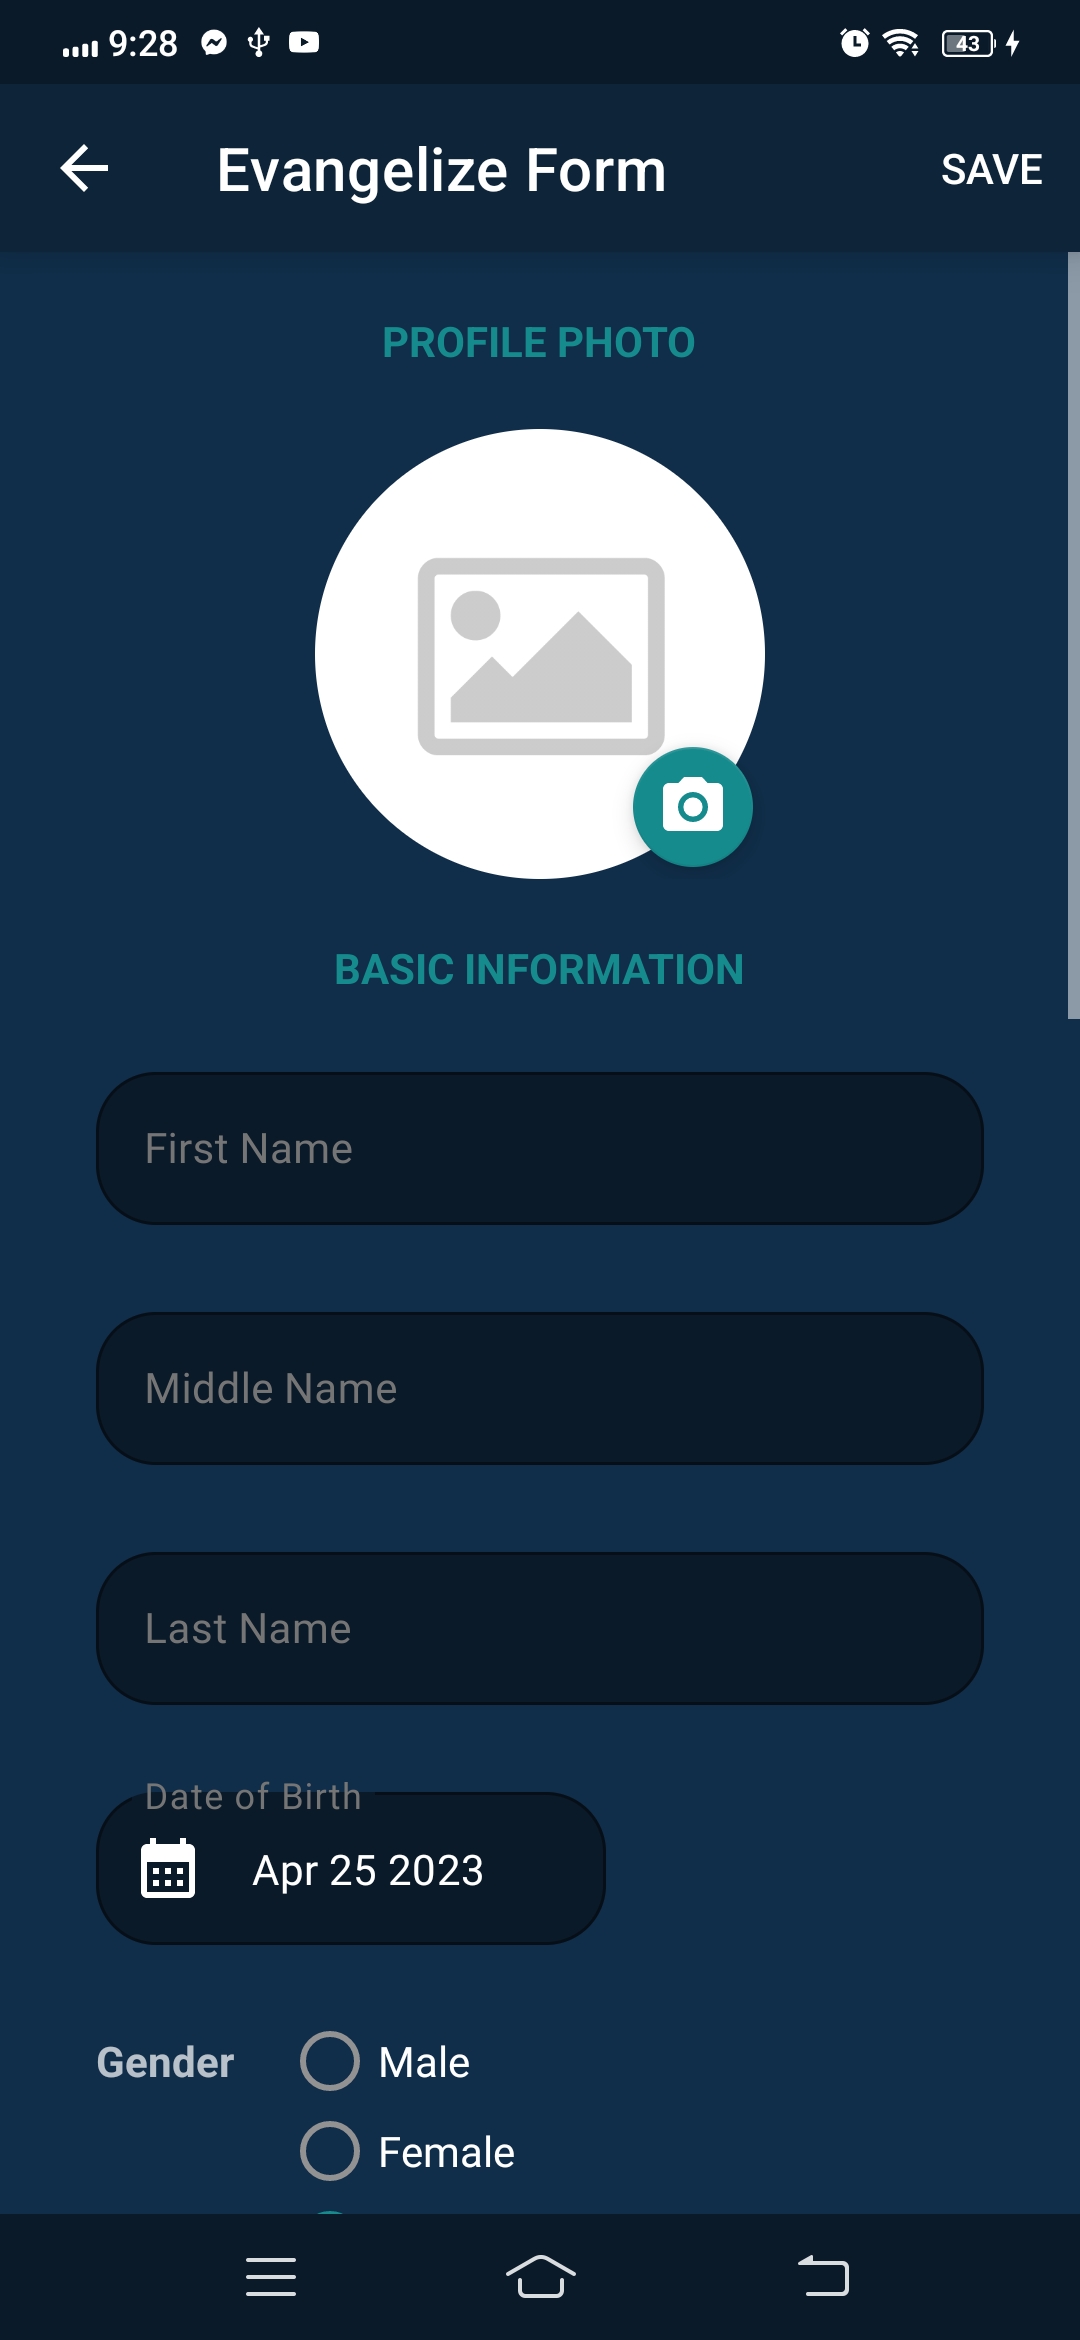 9:28
43
Evangelize Form
SAVE
PROFILE PHOTO
BASIC INFORMATION
First Name
Middle Name
Last Name
Date of Birth
Apr 25 2023
Gender
Male
Female